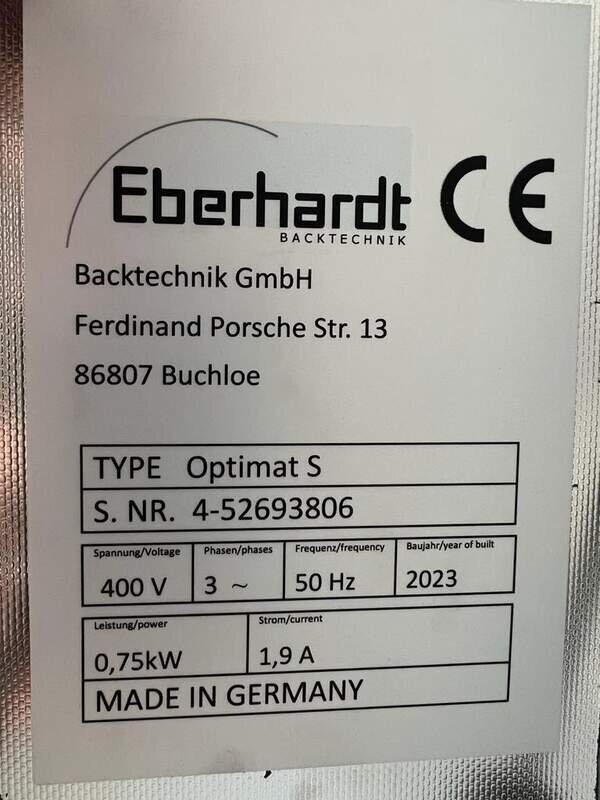 Eberhardt CE
BACKTECHNIK
Backtechnik GmbH
Ferdinand Porsche Str. 13
86807 Buchloe
TYPE Optimat S
S. NR. 4-52693806
Spannung/Voltage Phasen/phases Frequenz/frequency Baujahr/year of built
400 V 3 ~ 50 Hz 2023
Leistung/power Strom/current
0,75kW 1,9 A
MADE IN GERMANY